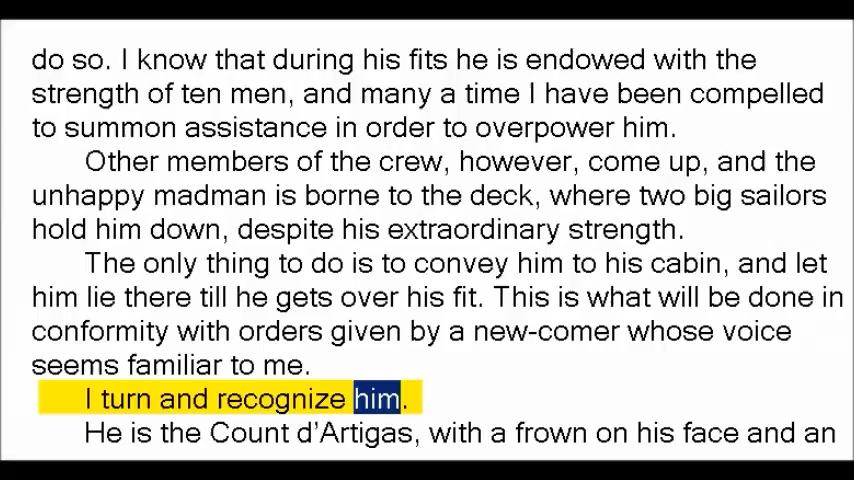 do so. I know that during his fits he is endowed with the
strength of ten men, and many a time I have been compelled
to summon assistance in order to overpower him.
Other members of the crew, however, come up, and the
unhappy madman is borne to the deck, where two big sailors
hold him down, despite his extraordinary strength.
The only thing to do is to convey him to his cabin, and let
him lie there till he gets over his fit. This is what will be done in
conformity with orders given by a new-comer whose voice
seems familiar to me.
I turn and recognize him.
He is the Count d’Artigas, with a frown on his face and an